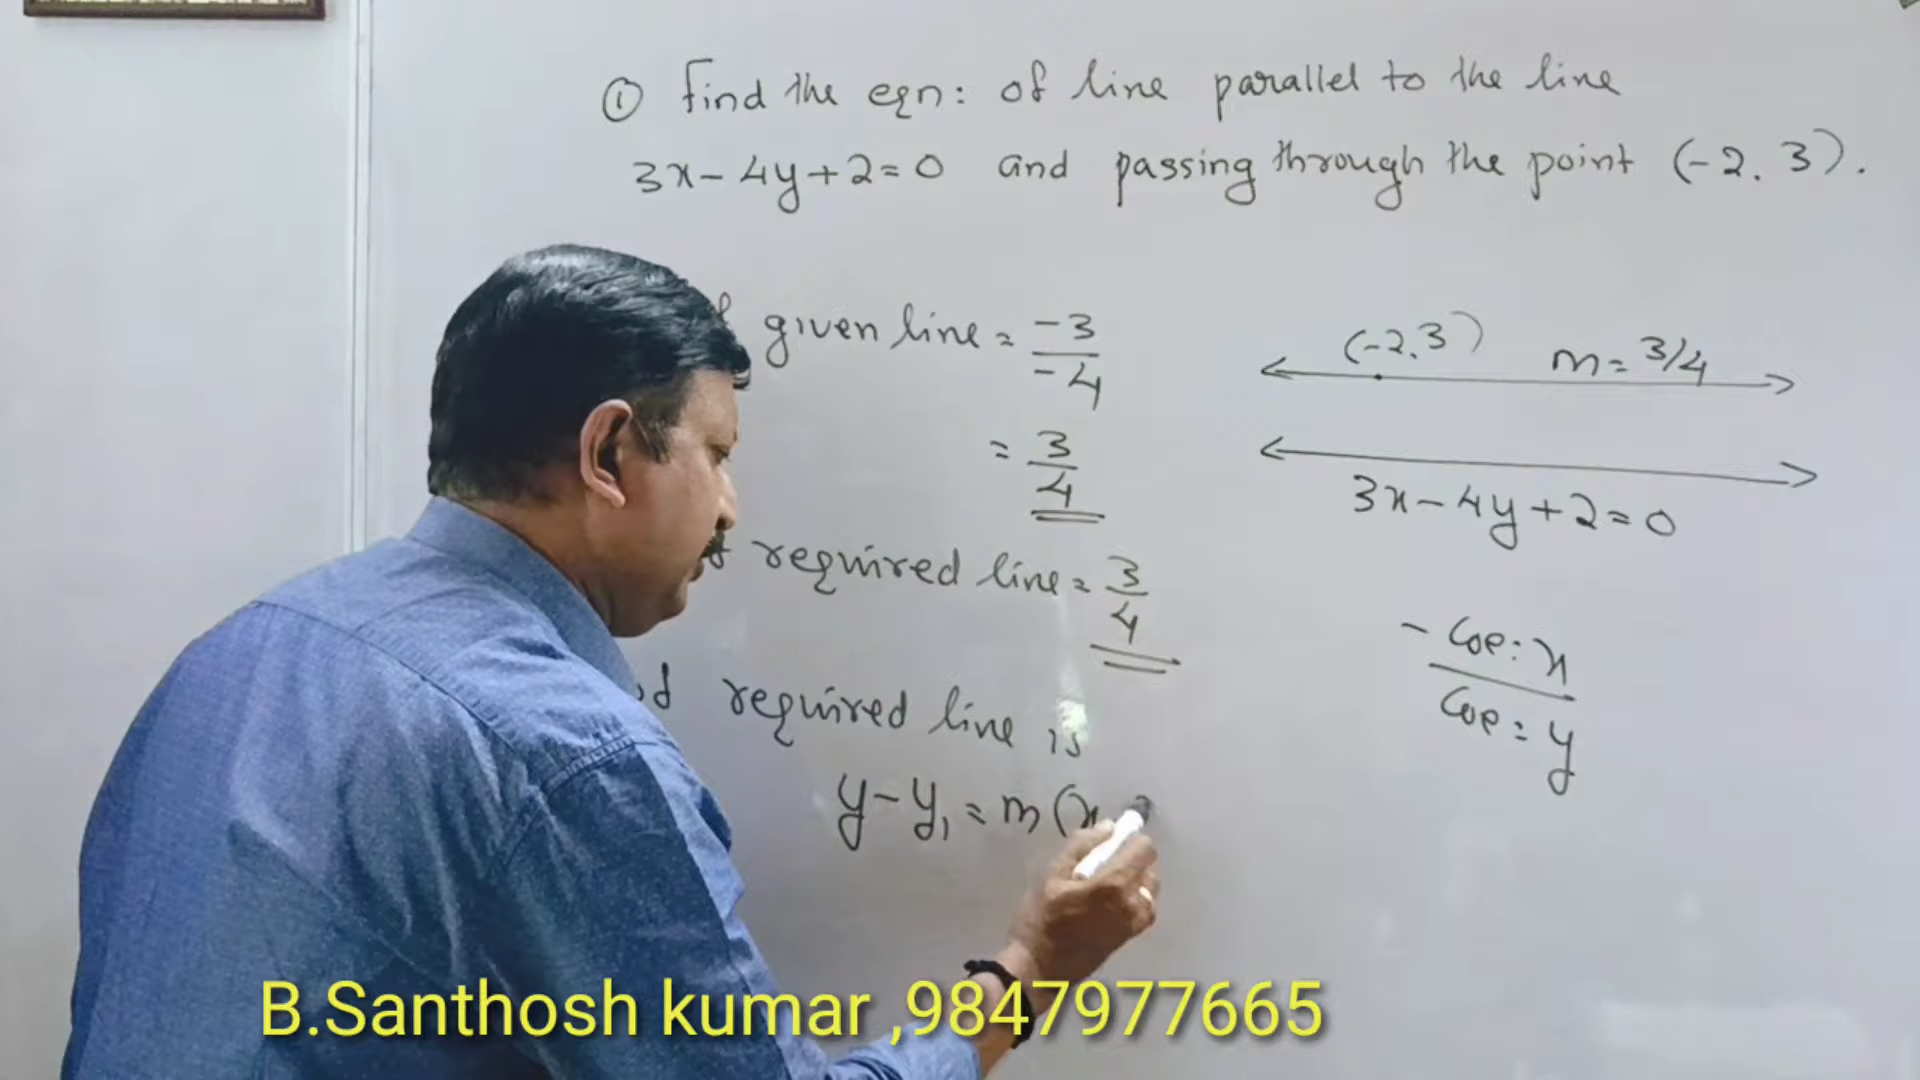 ① Find the eqn: of line parallel to the line
3x-4y+2=0 and passing through the point (-2.3).
given line = -3/-4
= 3/4
required line = 3/4
required line is
y-y₁ = m(x
(-2.3) m=3/4
3x-4y+2=0
-Coe:x
Coe:y
B.Santhosh kumar ,9847977665